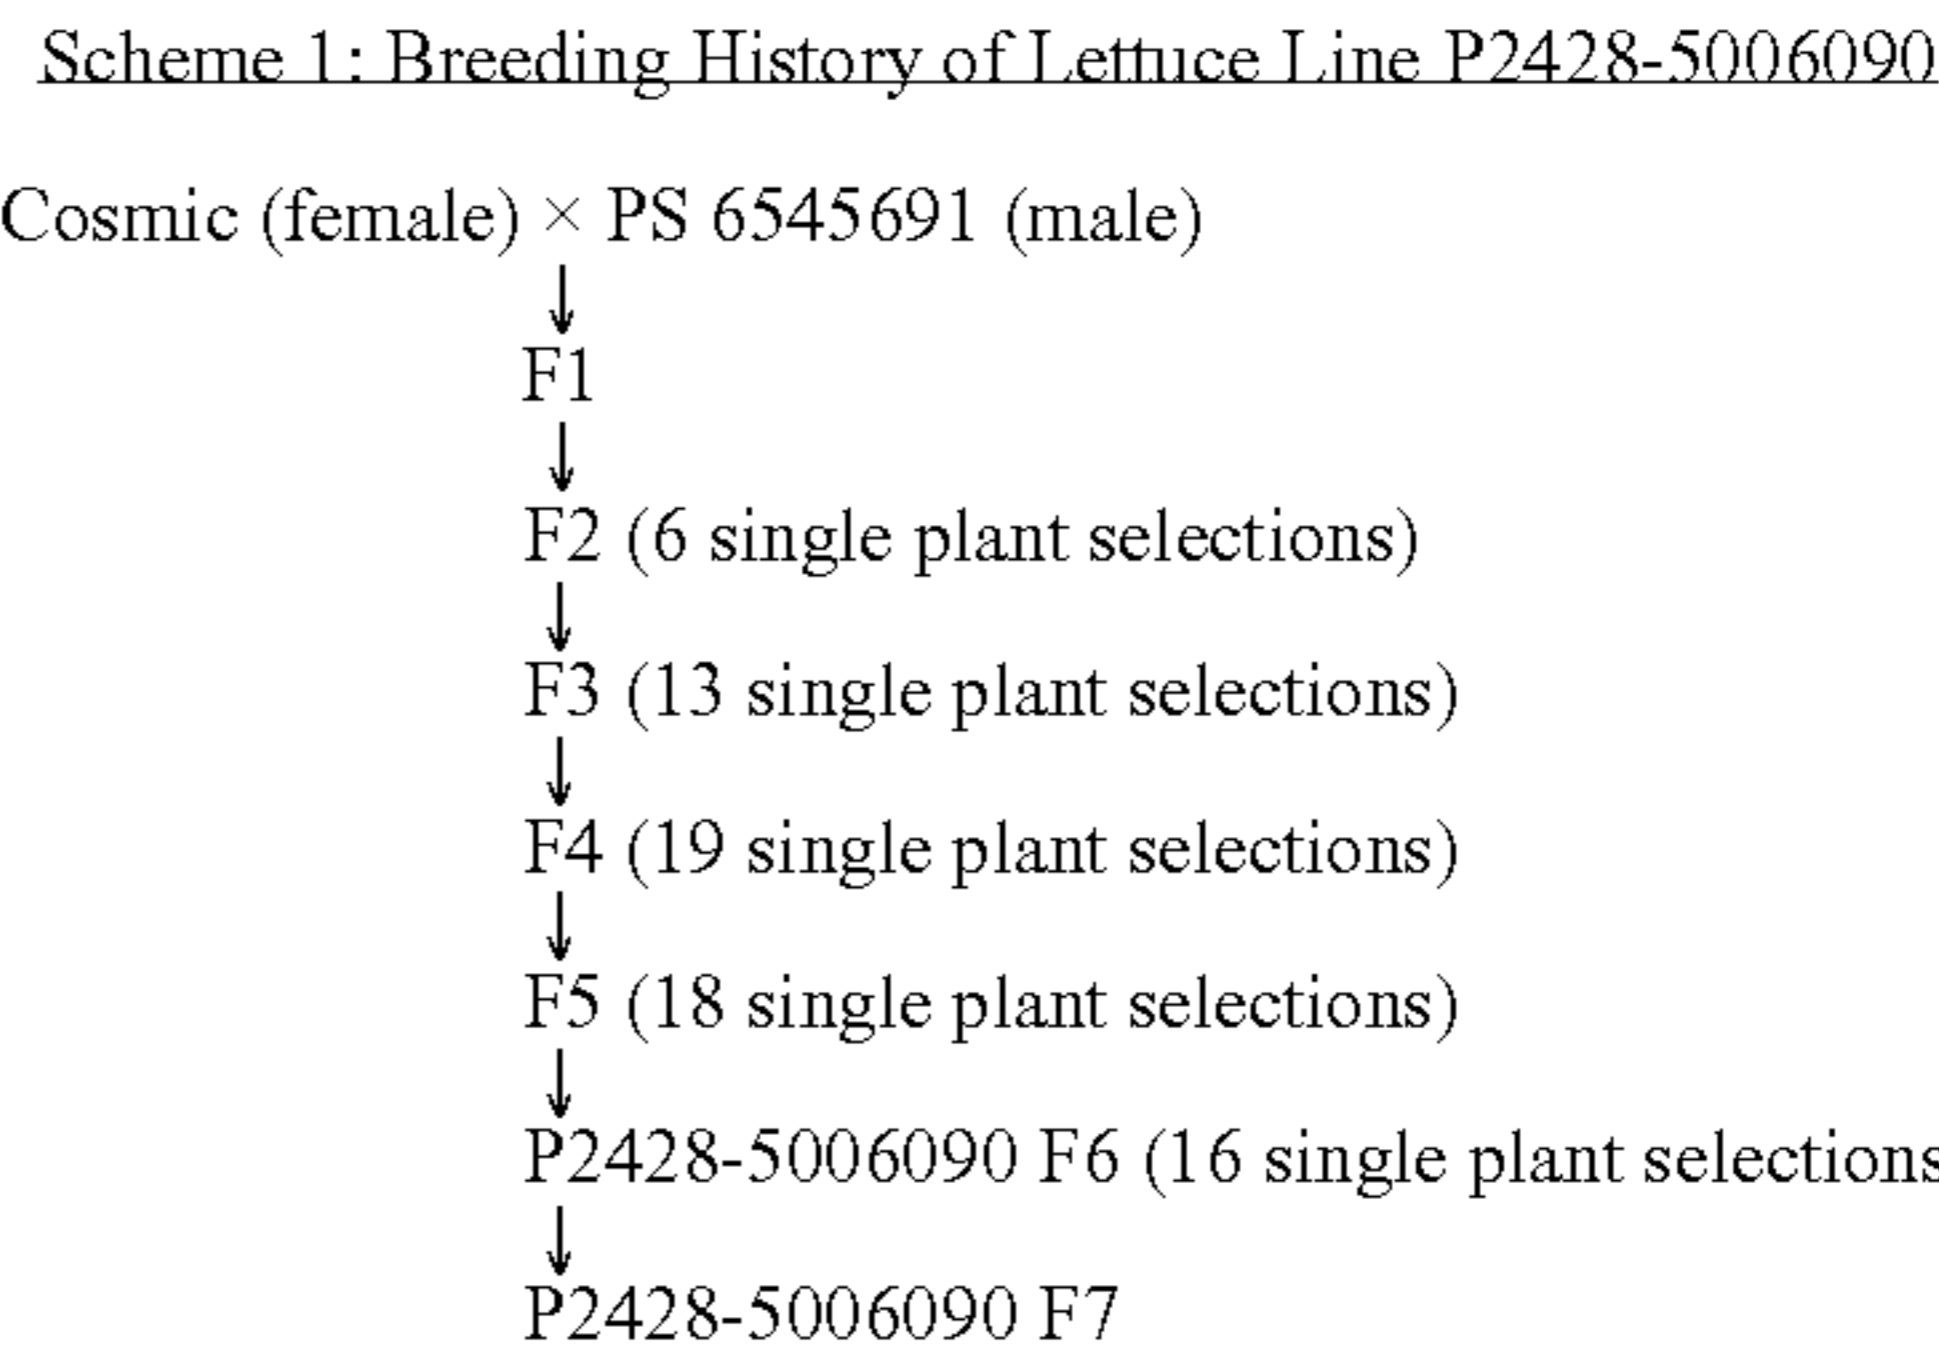 Scheme 1: Breeding History of Lettuce Line P2428-5006090
Cosmic (female) × PS 6545691 (male)
↓
F1
↓
F2 (6 single plant selections)
↓
F3 (13 single plant selections)
↓
F4 (19 single plant selections)
↓
F5 (18 single plant selections)
↓
P2428-5006090 F6 (16 single plant selections
↓
P2428-5006090 F7